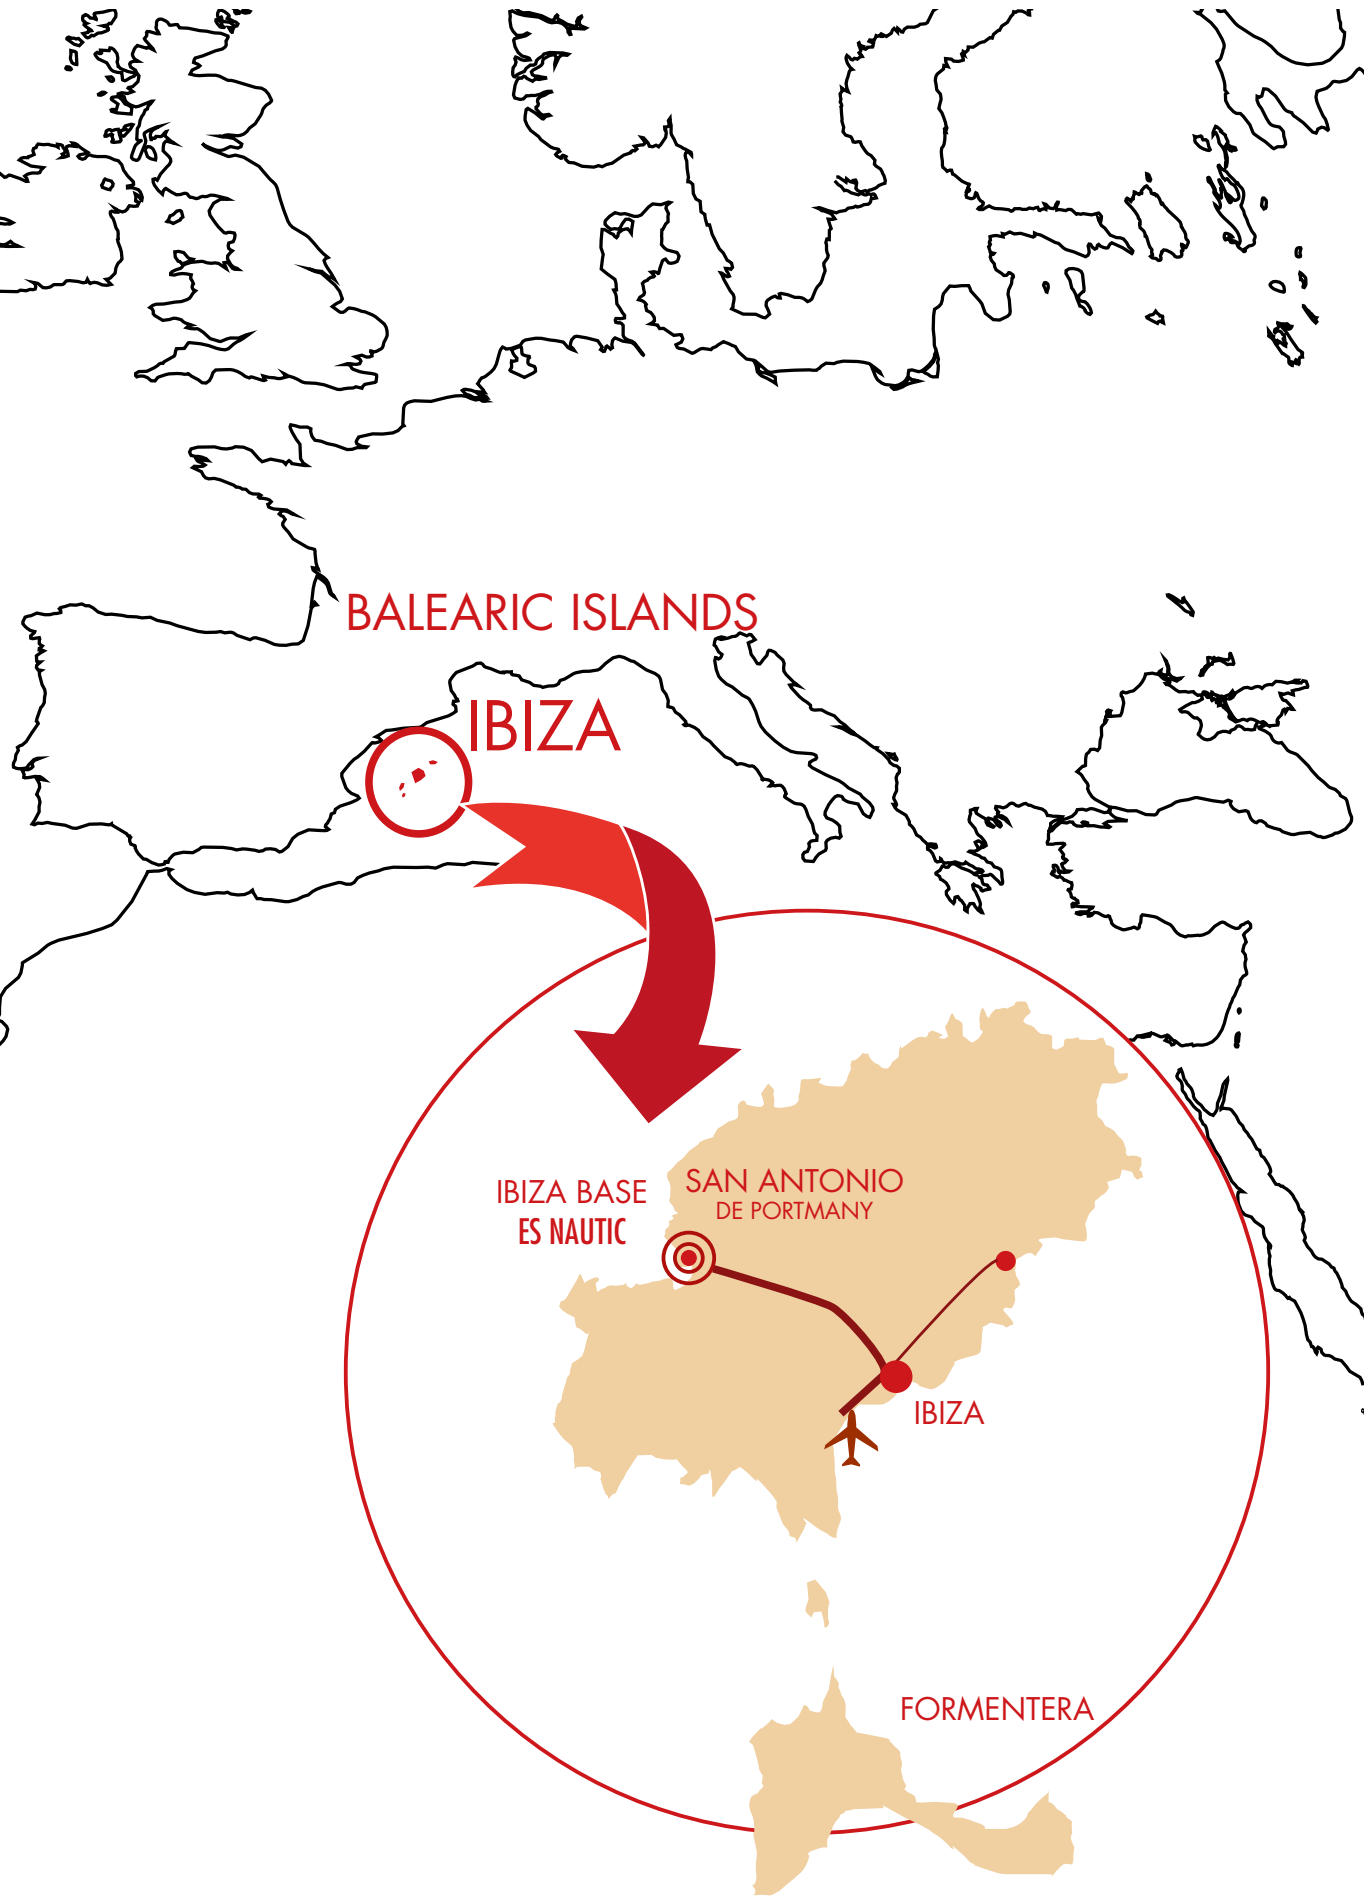 BALEARIC ISLANDS
IBIZA
IBIZA BASE
ES NAUTIC
SAN ANTONIO
DE PORTMANY
IBIZA
FORMENTERA